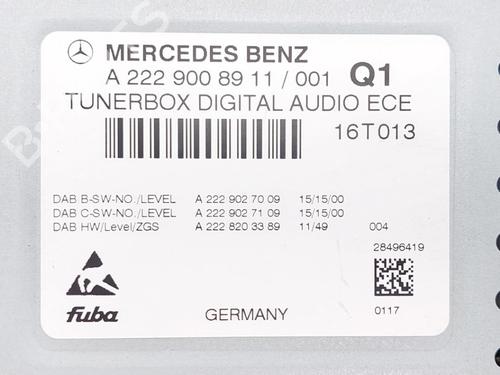 MERCEDES BENZ
A 222 900 89 11 / 001 Q1
TUNERBOX DIGITAL AUDIO ECE
16T013
DAB B-SW-NO./LEVEL A 222 902 70 09 15/15/00
DAB C-SW-NO./LEVEL A 222 902 71 09 15/15/00
DAB HW/Level/ZGS A 222 820 33 89 11/49 004
28496419
fuba
GERMANY
0117